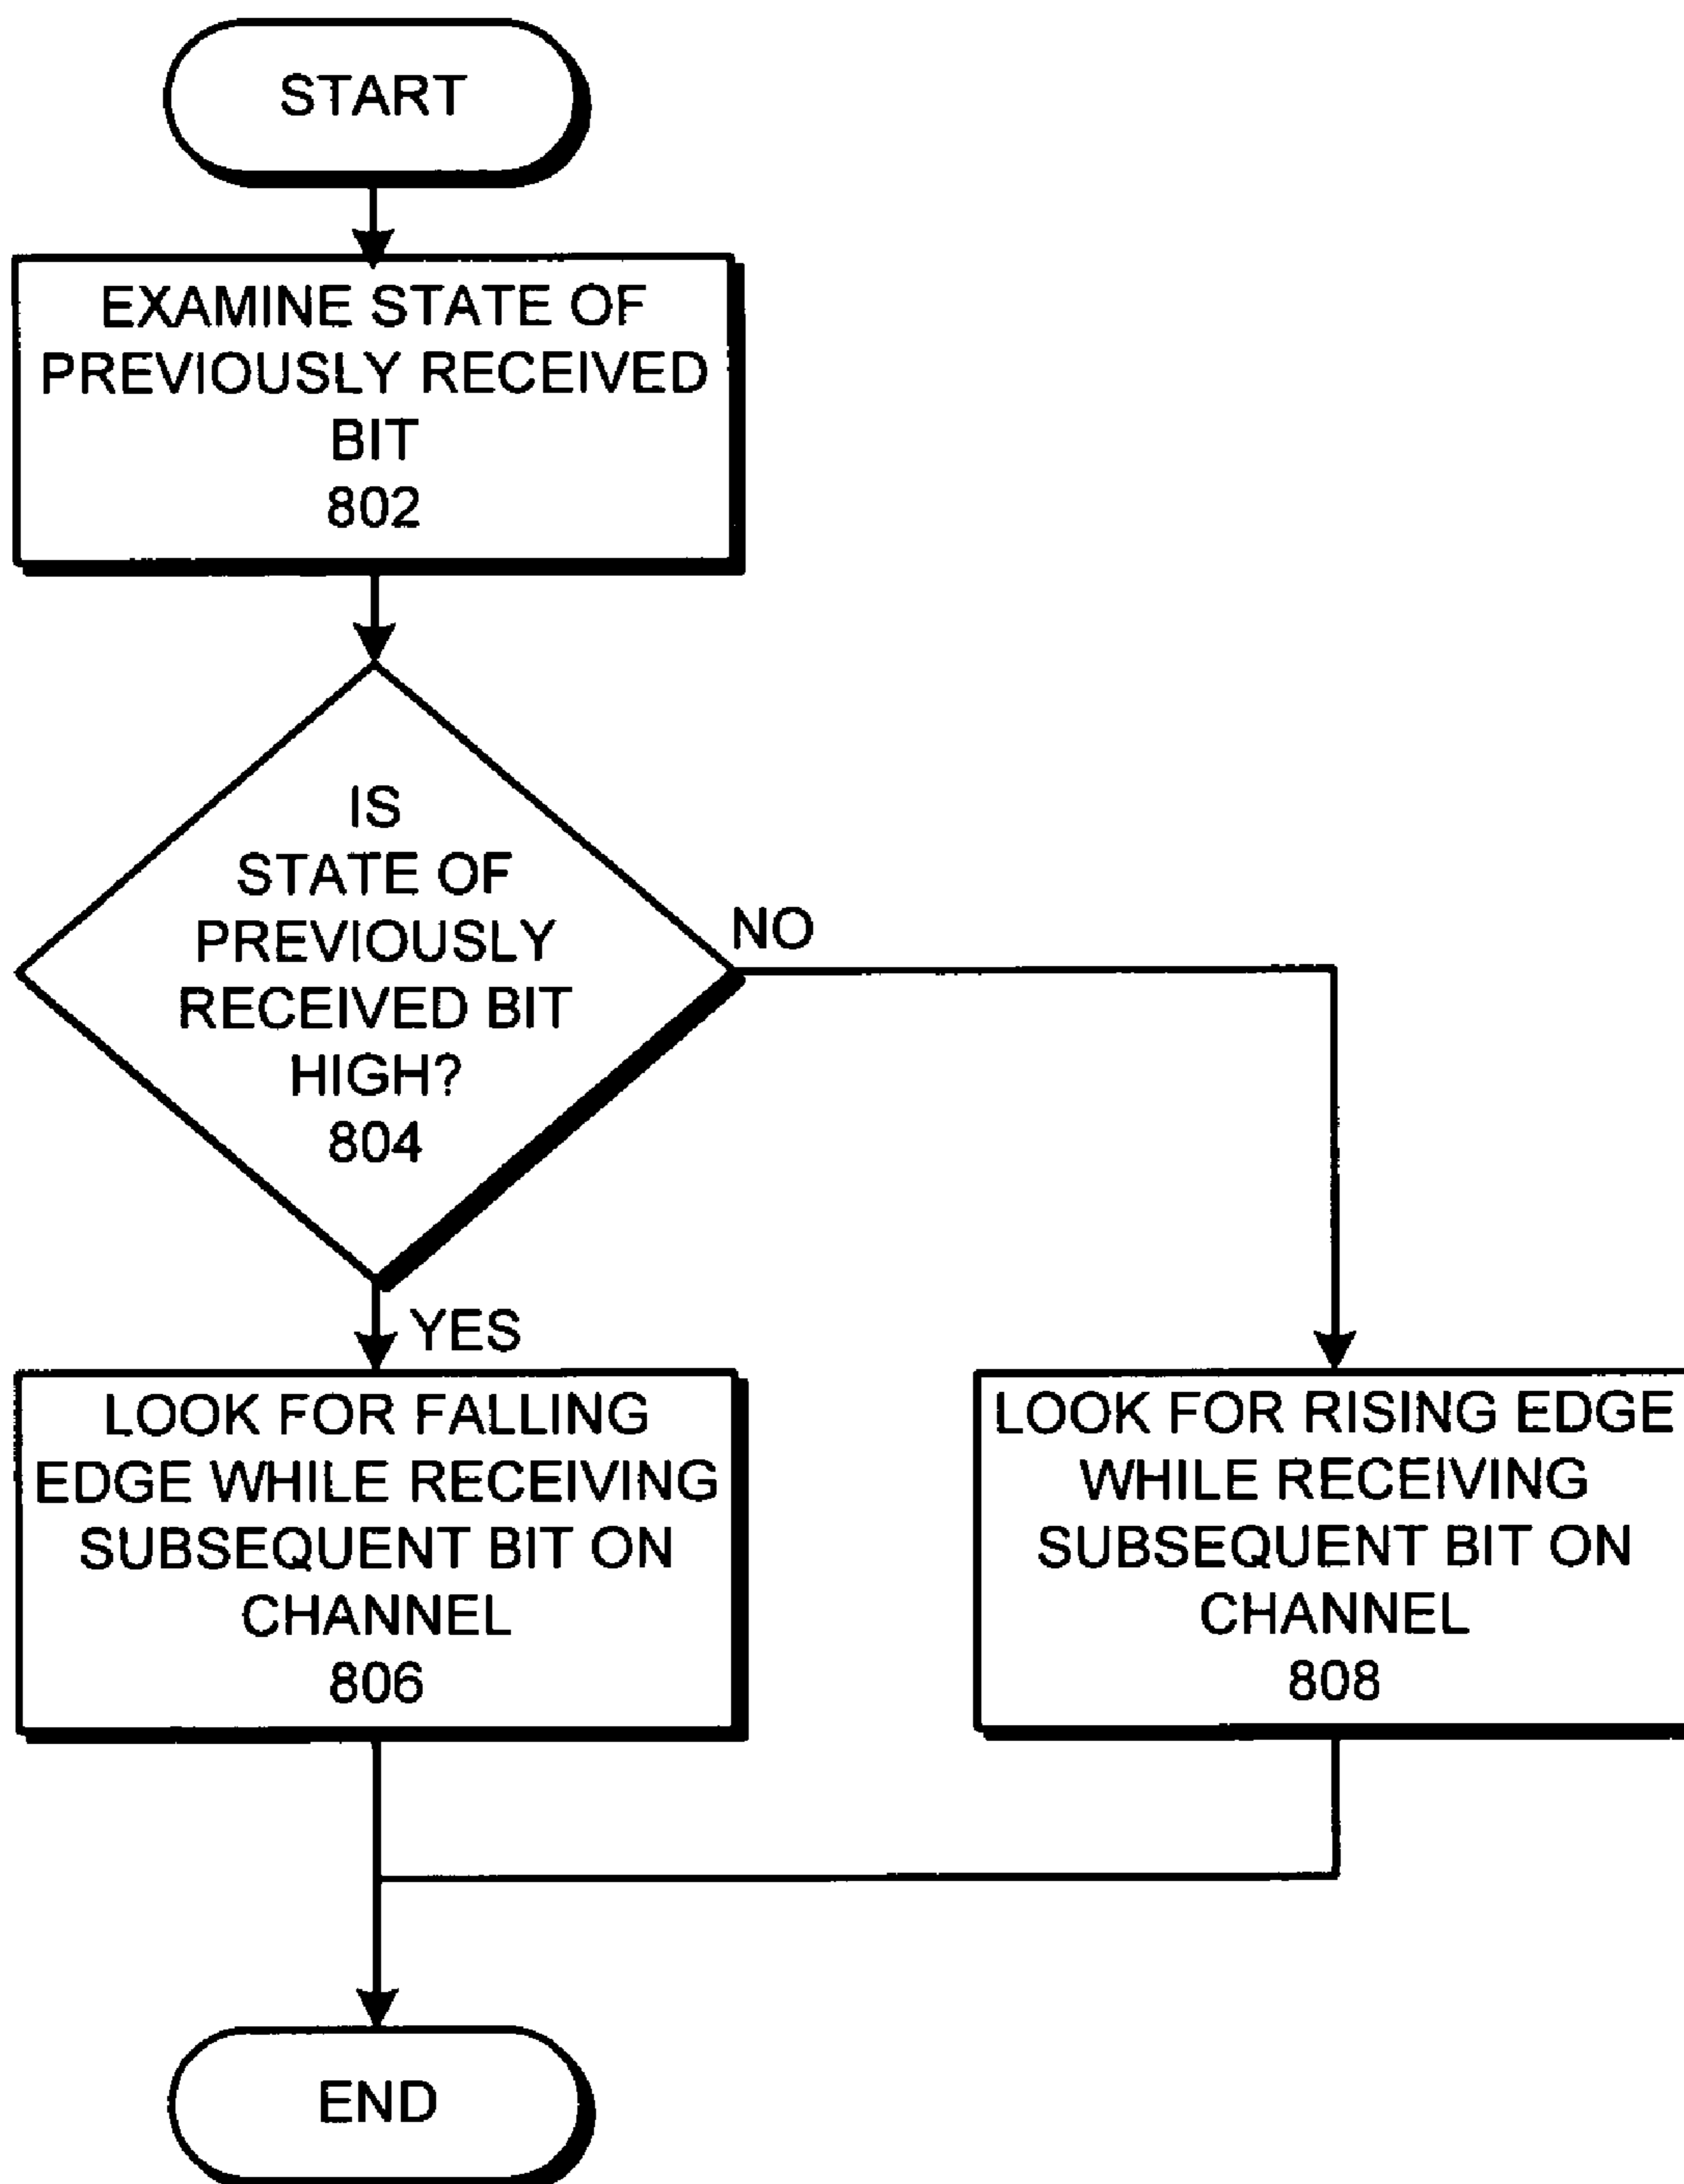 START
EXAMINE STATE OF
PREVIOUSLY RECEIVED
BIT
802
IS
STATE OF
PREVIOUSLY
RECEIVED BIT
HIGH?
804
NO
YES
LOOK FOR FALLING
EDGE WHILE RECEIVING
SUBSEQUENT BIT ON
CHANNEL
806
LOOK FOR RISING EDGE
WHILE RECEIVING
SUBSEQUENT BIT ON
CHANNEL
808
END